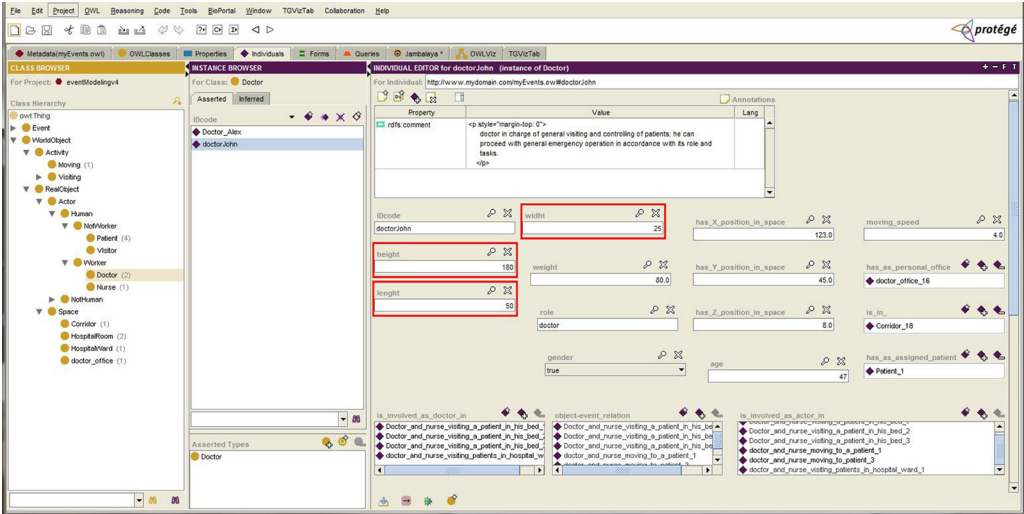 File Edit Project OWL Reasoning Code Tools BioPortal Window TGVizTab Collaboration Help
protégé
Metadata(myEvents.owl) OWLClasses Properties Individuals Forms Queries Jambalaya * OWLViz TGVizTab
CLASS BROWSER
For Project: eventModelingv4
Class Hierarchy
owl:Thing
Event
WorldObject
Activity
Moving (1)
Visiting
RealObject
Actor
Human
NotWorker
Patient (4)
Visitor
Worker
Doctor (2)
Nurse (1)
NotHuman
Space
Corridor (1)
HospitalRoom (2)
HospitalWard (1)
doctor_office (1)
INSTANCE BROWSER
For Class: Doctor
Asserted Inferred
IDcode
Doctor_Alex
doctorJohn
Asserted Types
Doctor
INDIVIDUAL EDITOR for doctorJohn (instance of Doctor)
+ - F T
For Individual: http://www.mydomain.com/myEvents.owl#doctorJohn
Annotations
Property Value Lang
rdfs:comment <p style="margin-top: 0">
doctor in charge of general visiting and controlling of patients; he can
proceed with general emergency operation in accordance with its role and
tasks.
</p>
IDcode
doctorJohn
widht
25
has_X_position_in_space
123.0
moving_speed
4.0
height
180
weight
80.0
has_Y_position_in_space
45.0
has_as_personal_office
doctor_office_16
lenght
50
role
doctor
has_Z_position_in_space
8.0
is_in_
Corridor_18
gender
true
age
47
has_as_assigned_patient
Patient_1
is_involved_as_doctor_in
Doctor_and_nurse_visiting_a_patient_in_his_bed_
Doctor_and_nurse_visiting_a_patient_in_his_bed_
Doctor_and_nurse_visiting_a_patient_in_his_bed_
doctor_and_nurse_visiting_patients_in_hospital_w
object-event_relation
Doctor_and_nurse_visiting_a_patient_in_his_be
Doctor_and_nurse_visiting_a_patient_in_his_be
Doctor_and_nurse_visiting_a_patient_in_his_be
doctor_and_nurse_moving_to_a_patient_1
is_involved_as_actor_in
Doctor_and_nurse_visiting_a_patient_in_his_bed_1
Doctor_and_nurse_visiting_a_patient_in_his_bed_2
Doctor_and_nurse_visiting_a_patient_in_his_bed_3
doctor_and_nurse_moving_to_a_patient_1
doctor_and_nurse_moving_to_patient_3
doctor_and_nurse_visiting_patients_in_hospital_ward_1